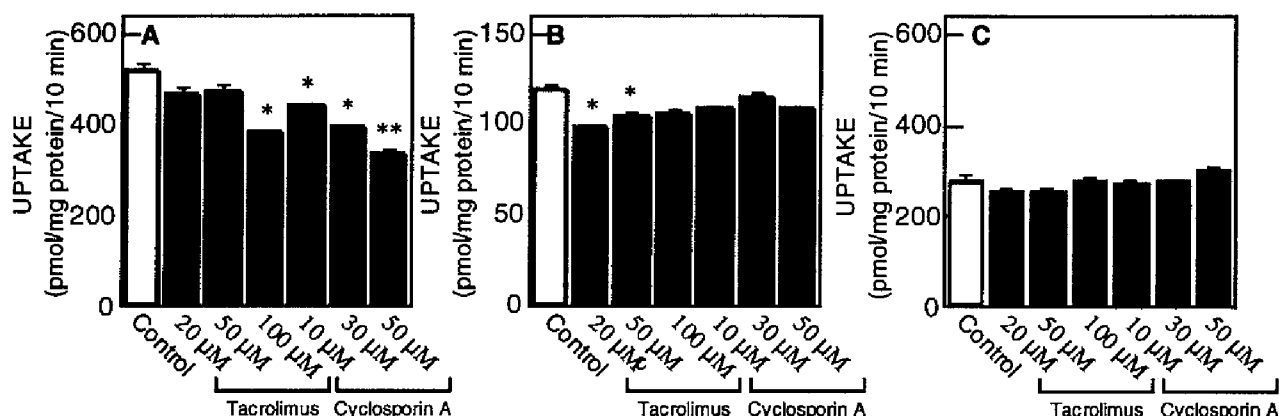 A
UPTAKE
(pmol/mg protein/10 min)
600
400
200
0
*
*
*
**
Control
20 µM
50 µM
100 µM
10 µM
30 µM
50 µM
Tacrolimus
Cyclosporin A
B
UPTAKE
(pmol/mg protein/10 min)
150
100
50
0
*
*
Control
20 µM
50 µM
100 µM
10 µM
30 µM
50 µM
Tacrolimus
Cyclosporin A
C
UPTAKE
(pmol/mg protein/10 min)
600
400
200
0
Control
20 µM
50 µM
100 µM
10 µM
30 µM
50 µM
Tacrolimus
Cyclosporin A